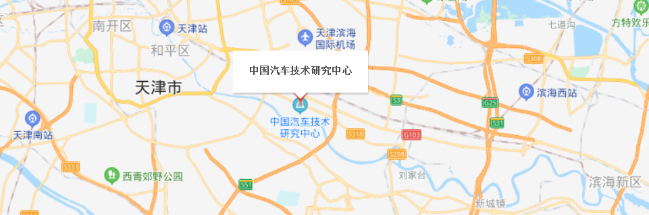 南开区
天津站
和平区
天津滨海
国际机场
七道沟
方特欢乐
中国汽车技术研究中心
天津市
中国汽车技术
研究中心
S3
G25
S31
滨海西站
天津南站
S318
G103
S208
S331
西青郊野公园
S51
刘家台
滨海新区
新城镇